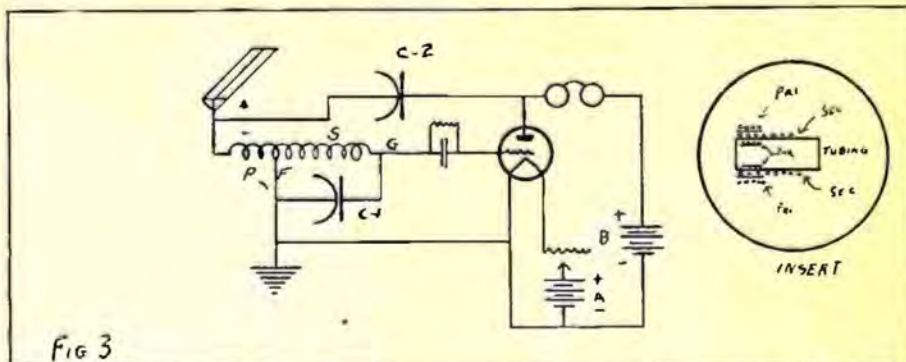 C-2
A
S
G
P
F
C-1
+
B
-
+
A
-
PRI
SEC
TUBING
SEC
PRI
INSERT
FIG 3